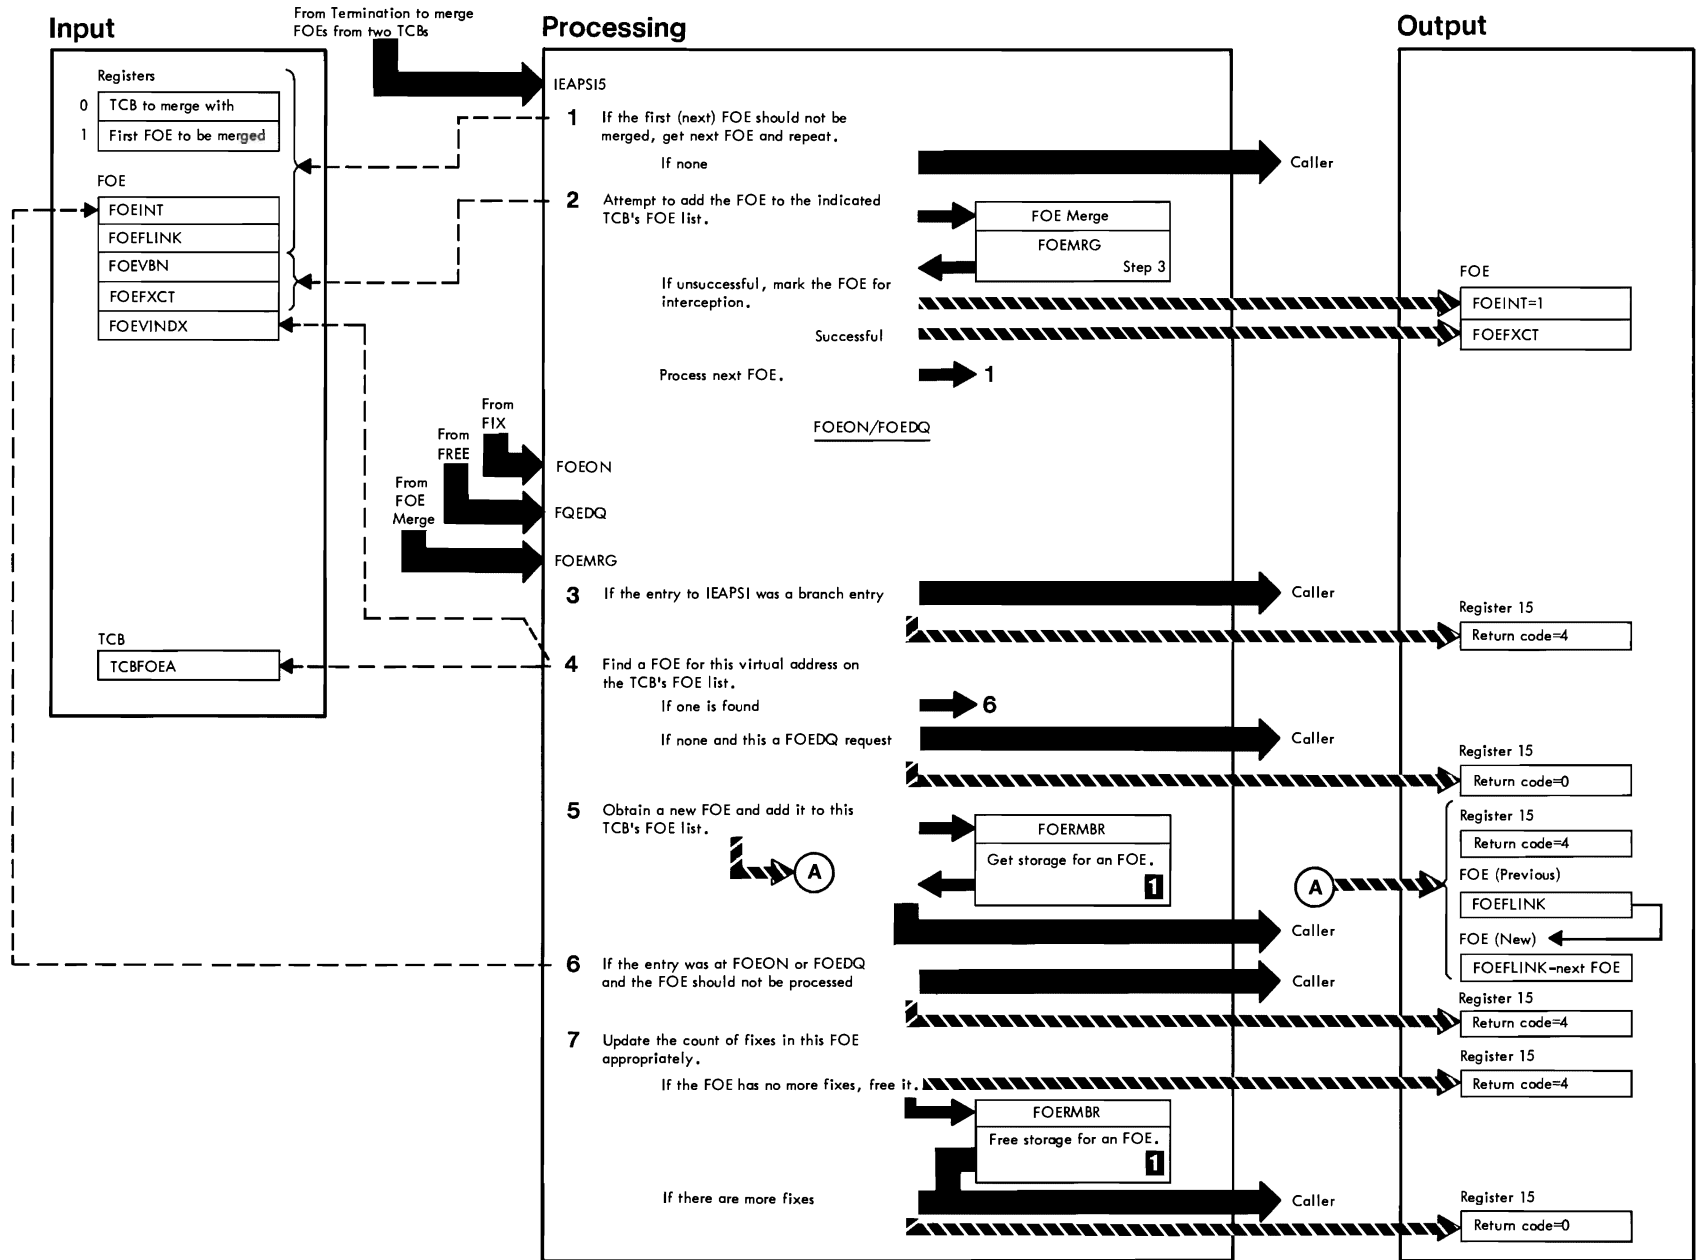 Input
From Termination to merge
FOEs from two TCBs
Processing
Output
Registers
0 TCB to merge with
1 First FOE to be merged
FOE
FOEINT
FOEFLINK
FOEVBN
FOEFXCT
FOEVINDX
TCB
TCBFOEA
IEAPSI5
1 If the first (next) FOE should not be
merged, get next FOE and repeat.
If none
Caller
2 Attempt to add the FOE to the indicated
TCB's FOE list.
FOE Merge
FOEMRG
Step 3
If unsuccessful, mark the FOE for
interception.
FOE
FOEINT=1
Successful
FOEFXCT
Process next FOE.
1
FOEON/FOEDQ
From
FIX
FOEON
From
FREE
FQEDQ
From
FOE
Merge
FOEMRG
3 If the entry to IEAPSI was a branch entry
Caller
Register 15
Return code=4
4 Find a FOE for this virtual address on
the TCB's FOE list.
If one is found
6
If none and this a FOEDQ request
Caller
Register 15
Return code=0
5 Obtain a new FOE and add it to this
TCB's FOE list.
A
FOERMBR
Get storage for an FOE.
1
Caller
A
Register 15
Return code=4
FOE (Previous)
FOEFLINK
FOE (New)
FOEFLINK-next FOE
6 If the entry was at FOEON or FOEDQ
and the FOE should not be processed
Caller
Register 15
Return code=4
7 Update the count of fixes in this FOE
appropriately.
If the FOE has no more fixes, free it.
Register 15
Return code=4
FOERMBR
Free storage for an FOE.
1
If there are more fixes
Caller
Register 15
Return code=0